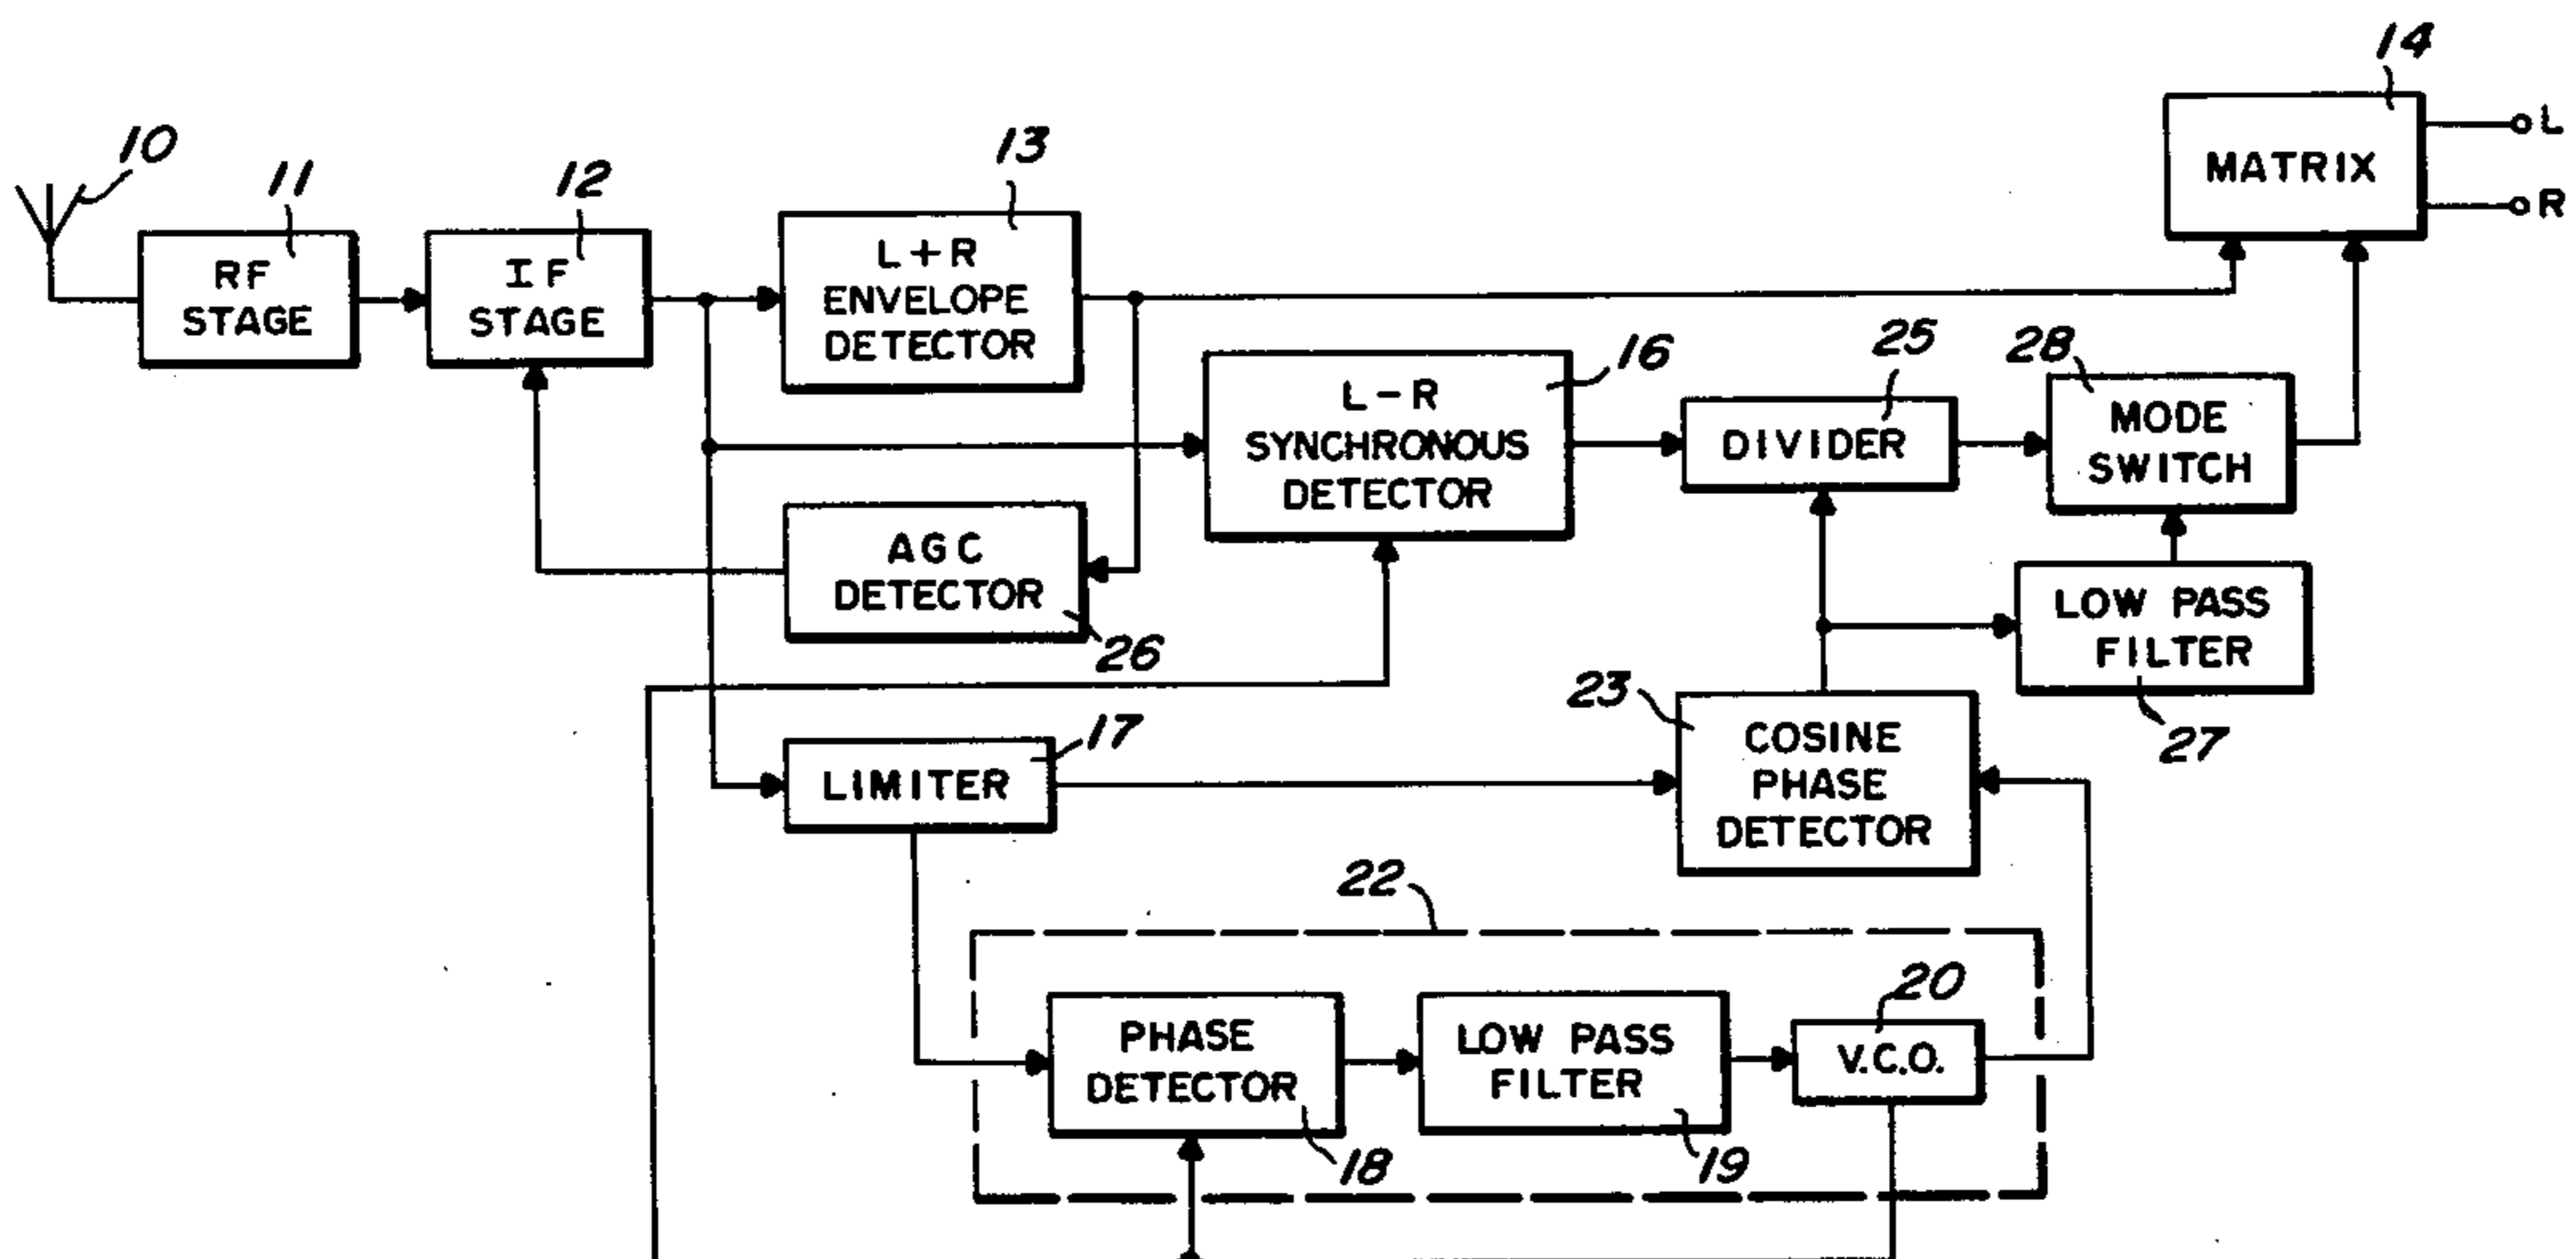 14
L
MATRIX
R
10
11
12
13
RF
STAGE
IF
STAGE
L+R
ENVELOPE
DETECTOR
16
25
28
L-R
SYNCHRONOUS
DETECTOR
DIVIDER
MODE
SWITCH
AGC
DETECTOR
26
LOW PASS
FILTER
27
23
17
LIMITER
COSINE
PHASE
DETECTOR
22
20
PHASE
DETECTOR
18
LOW PASS
FILTER
19
V.C.O.